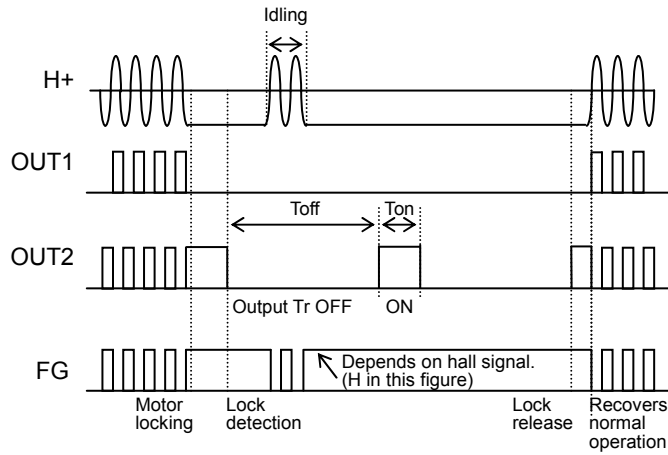 Idling
H+
OUT1
Toff
Ton
OUT2
Output Tr OFF
ON
Depends on hall signal.
(H in this figure)
FG
Motor
locking
Lock
detection
Lock
release
Recovers
normal
operation